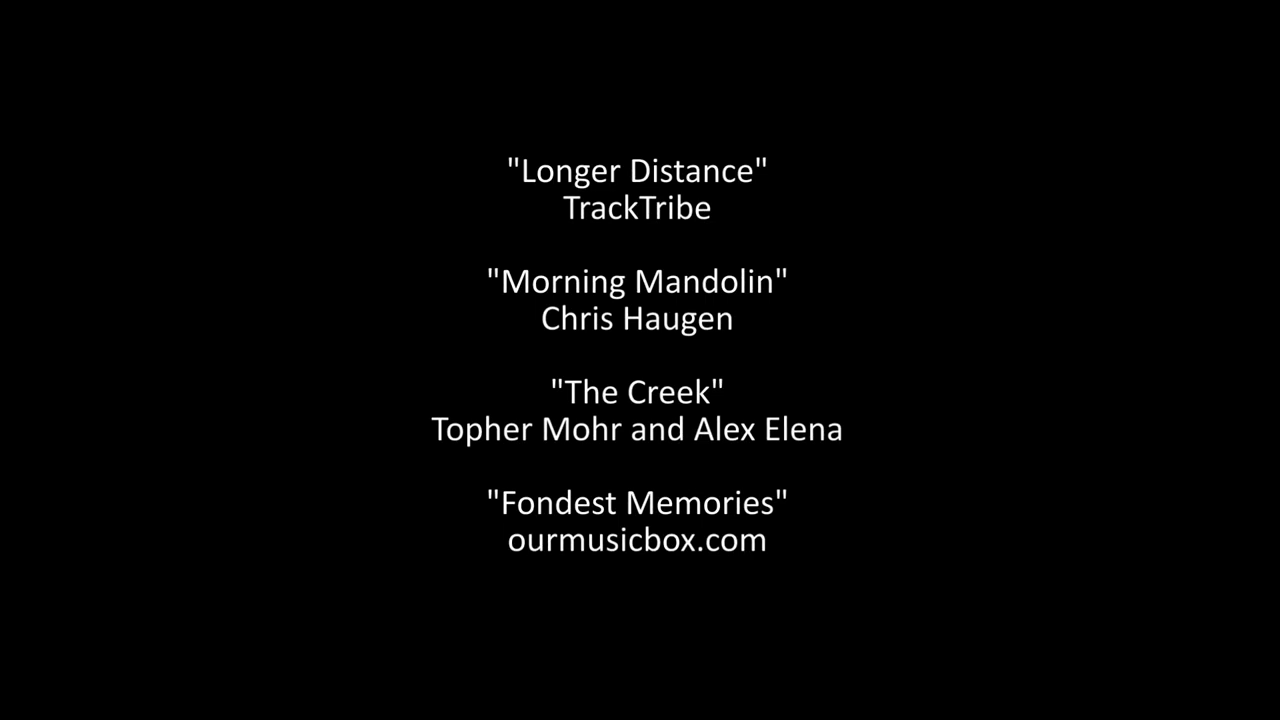 "Longer Distance"
TrackTribe
"Morning Mandolin"
Chris Haugen
"The Creek"
Topher Mohr and Alex Elena
"Fondest Memories"
ourmusicbox.com